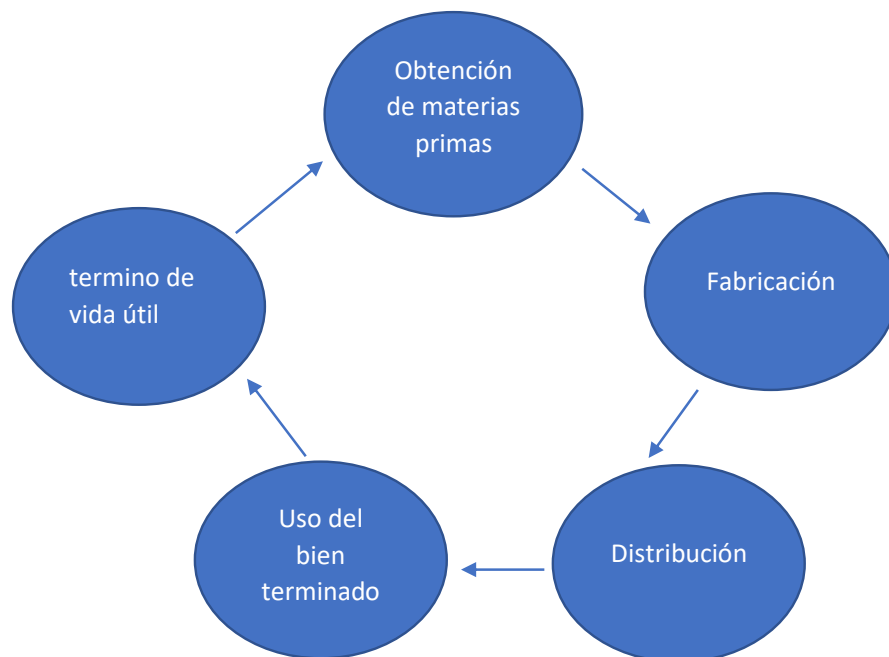 Obtención
de materias
primas
Fabricación
Distribución
Uso del
bien
terminado
termino de
vida útil